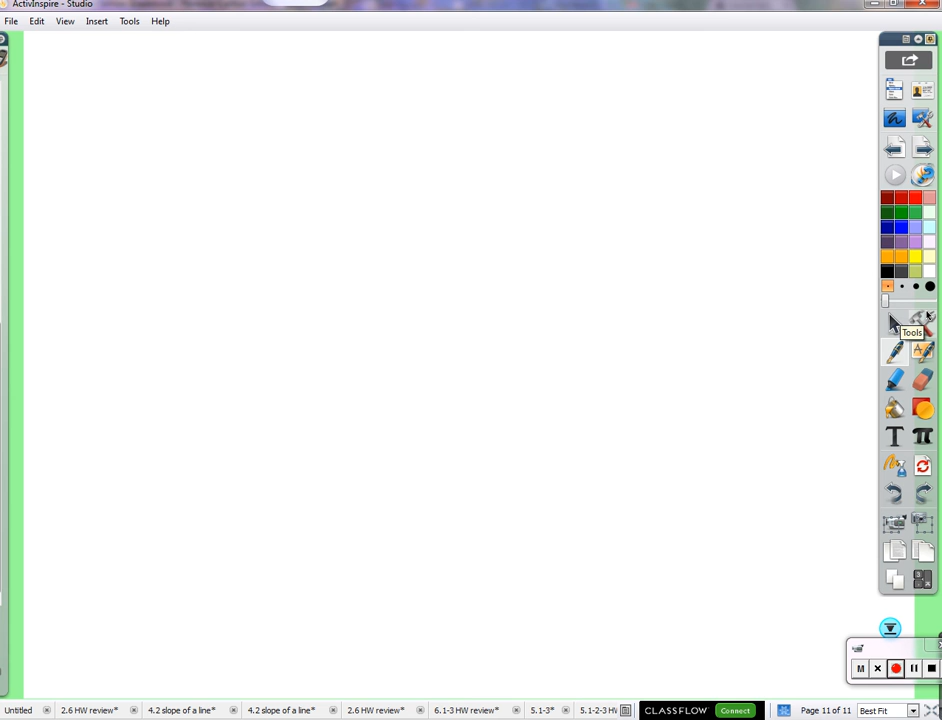 ActivInspire - Studio
File Edit View Insert Tools Help
Tools
T π
M
Untitled 2.6 HW review* 4.2 slope of a line* 4.2 slope of a line* 2.6 HW review* 6.1-3 HW review* 5.1-3* 5.1-2-3 HW CLASSFLOW Connect Page 11 of 11 Best Fit